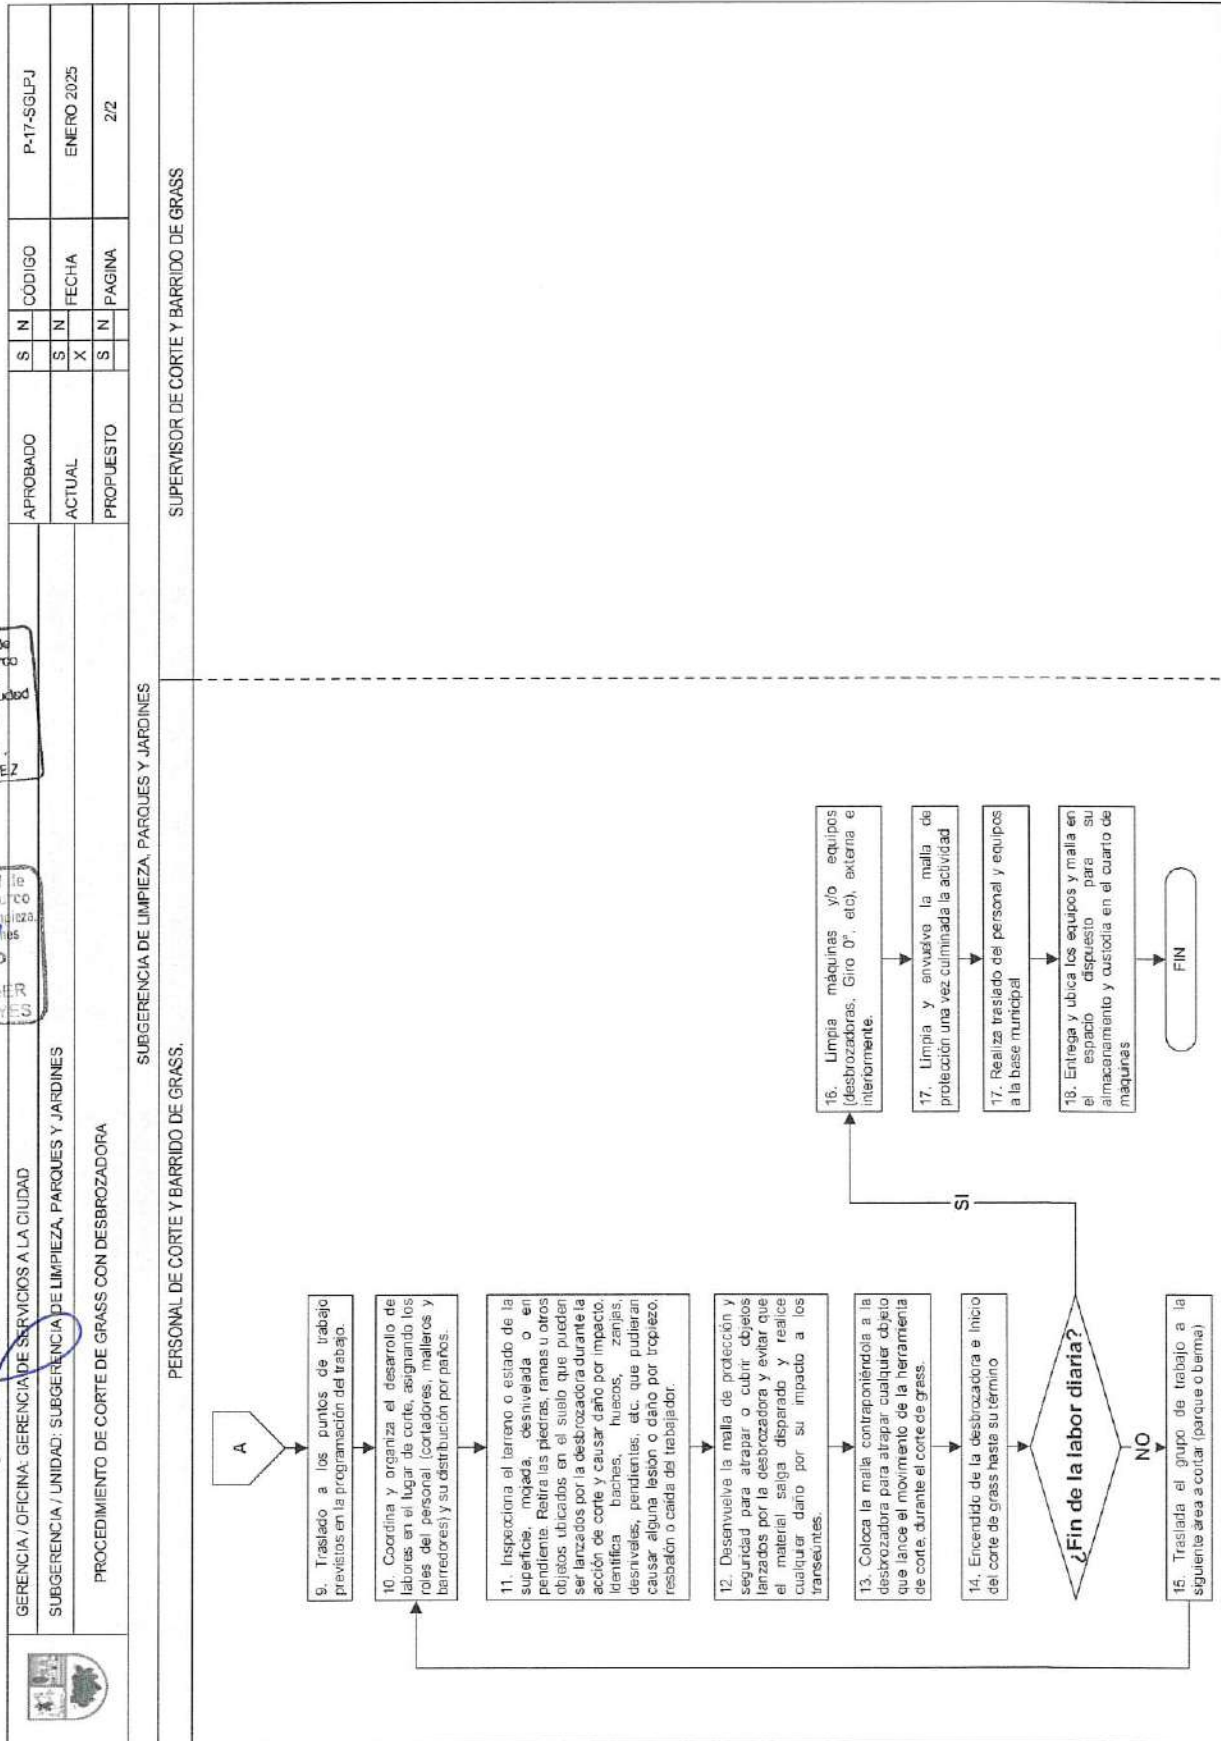 GERENCIA / OFICINA: GERENCIA DE SERVICIOS A LA CIUDAD
APROBADO
S N
CÓDIGO
P-17-SGLPJ
SUBGERENCIA / UNIDAD: SUBGERENCIA DE LIMPIEZA, PARQUES Y JARDINES
ACTUAL
S N
X
FECHA
ENERO 2025
PROCEDIMIENTO DE CORTE DE GRASS CON DESBROZADORA
PROPUESTO
S N
PAGINA
2/2
SUBGERENCIA DE LIMPIEZA, PARQUES Y JARDINES
PERSONAL DE CORTE Y BARRIDO DE GRASS.
SUPERVISOR DE CORTE Y BARRIDO DE GRASS
A
9. Traslado a los puntos de trabajo
previstos en la programación del trabajo.
10. Coordina y organiza el desarrollo de
labores en el lugar de corte, asignando los
roles del personal (cortadores, malleros y
barredores) y su distribución por paños.
11. Inspecciona el terreno o estado de la
superficie, mojada, desnivelada o en
pendiente. Retira las piedras, ramas u otros
objetos ubicados en el suelo que pueden
ser lanzados por la desbrozadora durante la
acción de corte y causar daño por impacto.
Identifica baches, huecos, zanjas,
desniveles, pendientes, etc. que pudieran
causar alguna lesión o daño por tropiezo,
resbalón o caída del trabajador.
12. Desenvuelve la malla de protección y
seguridad para atrapar o cubrir objetos
lanzados por la desbrozadora y evitar que
el material salga disparado y realice
cualquier daño por su impacto a los
transeúntes.
13. Coloca la malla contraponiéndola a la
desbrozadora para atrapar cualquier objeto
que lance el movimiento de la herramienta
de corte, durante el corte de grass.
14. Encendido de la desbrozadora e Inicio
del corte de grass hasta su término
¿Fin de la labor diaria?
SI
NO
15. Traslada el grupo de trabajo a la
siguiente área a cortar (parque o berma)
16. Limpia máquinas y/o equipos
(desbrozadoras, Giro 0°, etc), externa e
interiormente.
17. Limpia y envuelve la malla de
protección una vez culminada la actividad
17. Realiza traslado del personal y equipos
a la base municipal
18. Entrega y ubica los equipos y malla en
el espacio dispuesto para su
almacenamiento y custodia en el cuarto de
máquinas
FIN